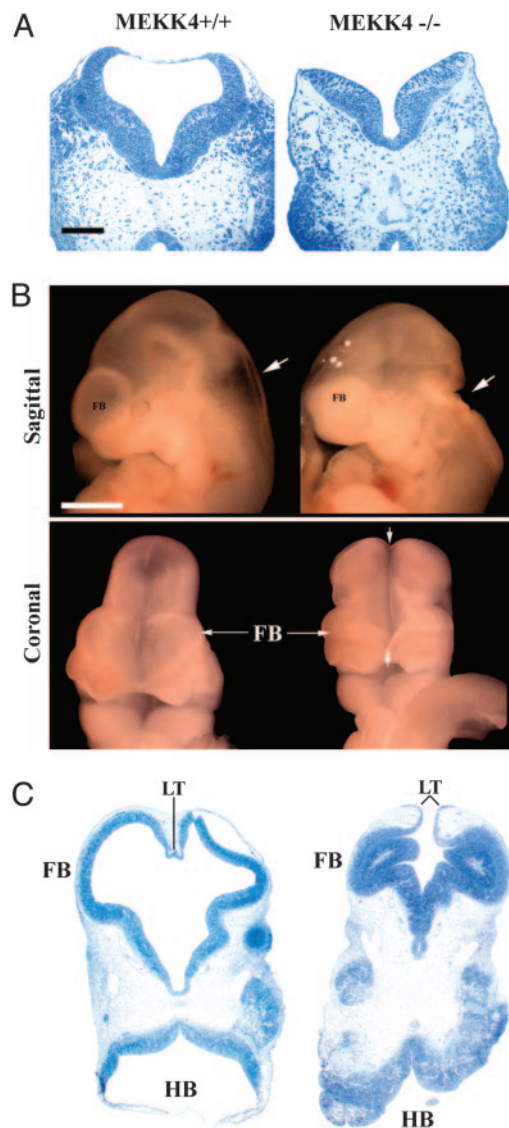 A
MEKK4+/+ MEKK4 -/-
B
Sagittal
FB FB
Coronal
FB
C
LT LT
FB FB
HB HB